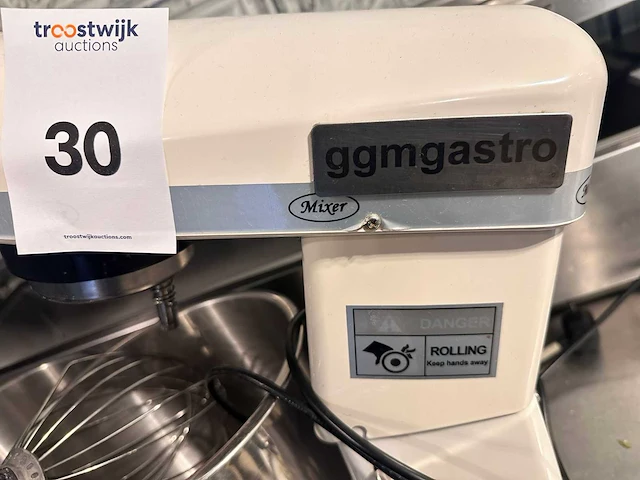 troostwijk
auctions
30
troostwijkauctions.com
ggmgastro
Mixer
DANGER
ROLLING
Keep hands away